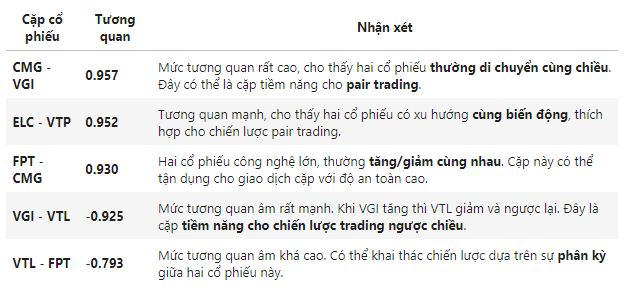 Cặp cổ phiếu Tương quan Nhận xét
CMG - VGI 0.957 Mức tương quan rất cao, cho thấy hai cổ phiếu thường di chuyển cùng chiều.
Đây có thể là cặp tiềm năng cho pair trading.
ELC - VTP 0.952 Tương quan mạnh, cho thấy hai cổ phiếu có xu hướng cùng biến động, thích
hợp cho chiến lược pair trading.
FPT - CMG 0.930 Hai cổ phiếu công nghệ lớn, thường tăng/giảm cùng nhau. Cặp này có thể
tận dụng cho giao dịch cặp với độ an toàn cao.
VGI - VTL -0.925 Mức tương quan âm rất mạnh. Khi VGI tăng thì VTL giảm và ngược lại. Đây là
cặp tiềm năng cho chiến lược trading ngược chiều.
VTL - FPT -0.793 Mức tương quan âm khá cao. Có thể khai thác chiến lược dựa trên sự phân kỳ
giữa hai cổ phiếu này.